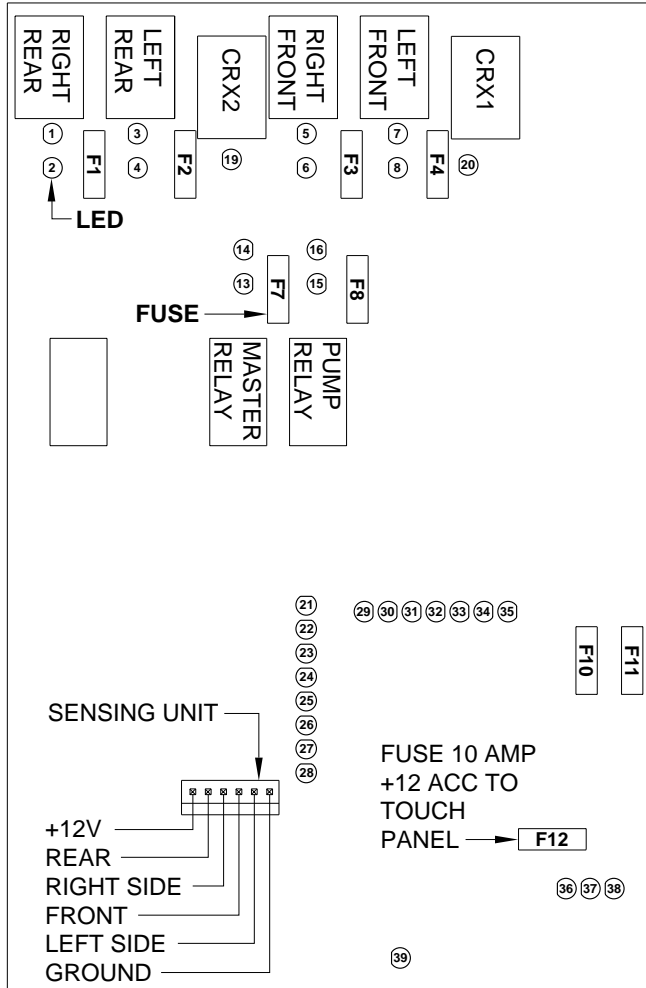 RIGHT
REAR
LEFT
REAR
CRX2
RIGHT
FRONT
LEFT
FRONT
CRX1
1
3
5
7
2
F1
4
F2
19
6
F3
8
F4
20
LED
14
16
13
F7
15
F8
FUSE
MASTER
RELAY
PUMP
RELAY
21
29 30 31 32 33 34 35
22
23
24
25
26
27
28
F10
F11
SENSING UNIT
FUSE 10 AMP
+12 ACC TO
TOUCH
PANEL
F12
+12V
REAR
RIGHT SIDE
FRONT
LEFT SIDE
GROUND
36 37 38
39